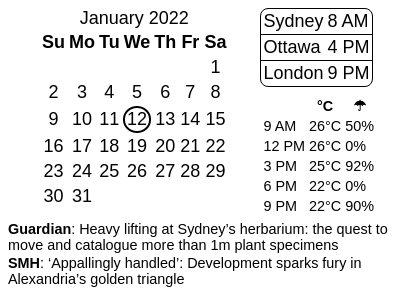 January 2022
Su Mo Tu We Th Fr Sa
1
2 3 4 5 6 7 8
9 10 11 12 13 14 15
16 17 18 19 20 21 22
23 24 25 26 27 28 29
30 31
Sydney 8 AM
Ottawa 4 PM
London 9 PM
°C ☂
9 AM 26°C 50%
12 PM 26°C 0%
3 PM 25°C 92%
6 PM 22°C 0%
9 PM 22°C 90%
Guardian: Heavy lifting at Sydney’s herbarium: the quest to
move and catalogue more than 1m plant specimens
SMH: ‘Appallingly handled’: Development sparks fury in
Alexandria’s golden triangle